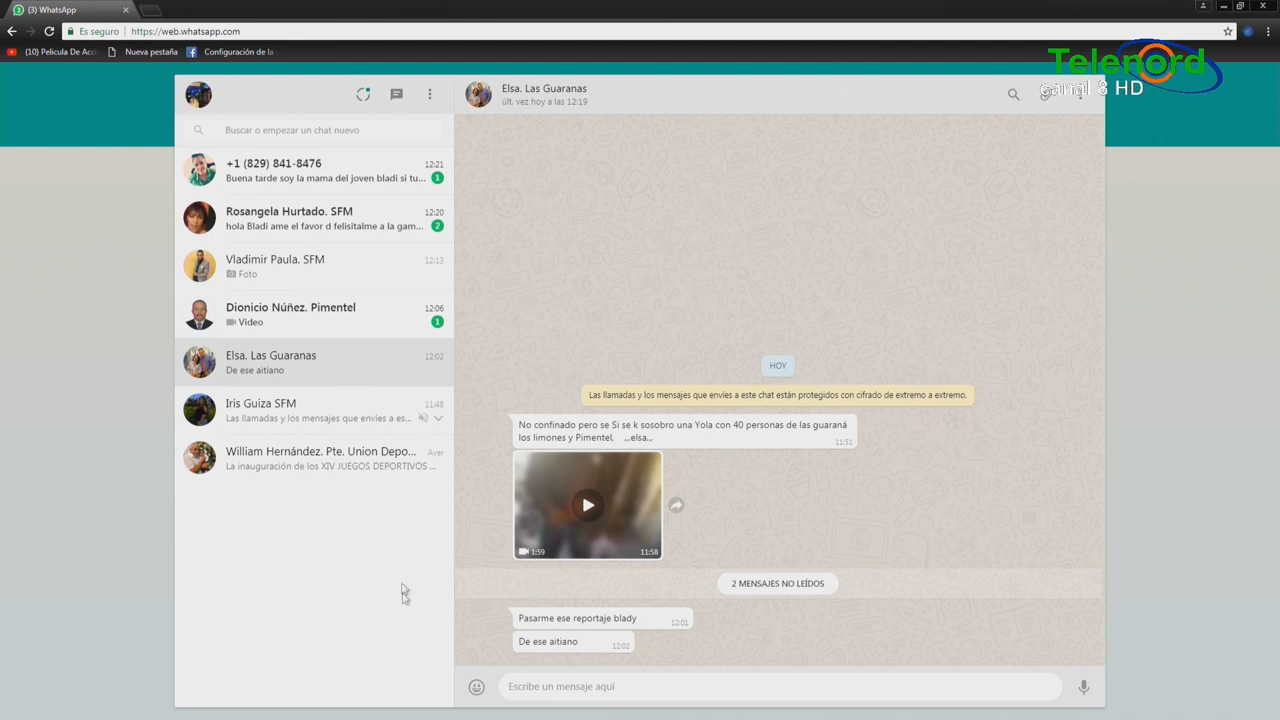 (3) WhatsApp
Es seguro
https://web.whatsapp.com
(10) Pelicula De Acci
Nueva pestaña
Configuración de la
Telenord
canal 8 HD
Buscar o empezar un chat nuevo
+1 (829) 841-8476
12:21
Buena tarde soy la mama del joven bladi si tu...
1
Rosangela Hurtado. SFM
12:20
hola Bladi ame el favor d felisitalme a la gam...
2
Vladimir Paula. SFM
12:13
Foto
Dionicio Núñez. Pimentel
12:06
Video
1
Elsa. Las Guaranas
12:02
De ese aitiano
Iris Guiza SFM
11:48
Las llamadas y los mensajes que envíes a es...
William Hernández. Pte. Union Depo...
Ayer
La inauguración de los XIV JUEGOS DEPORTIVOS ...
Elsa. Las Guaranas
últ. vez hoy a las 12:19
HOY
Las llamadas y los mensajes que envíes a este chat están protegidos con cifrado de extremo a extremo.
No confinado pero se Si se k sosobro una Yola con 40 personas de las guaraná
los limones y Pimentel, ...elsa...
11:51
1:59
11:58
2 MENSAJES NO LEÍDOS
Pasarme ese reportaje blady
12:01
De ese aitiano
12:02
Escribe un mensaje aquí